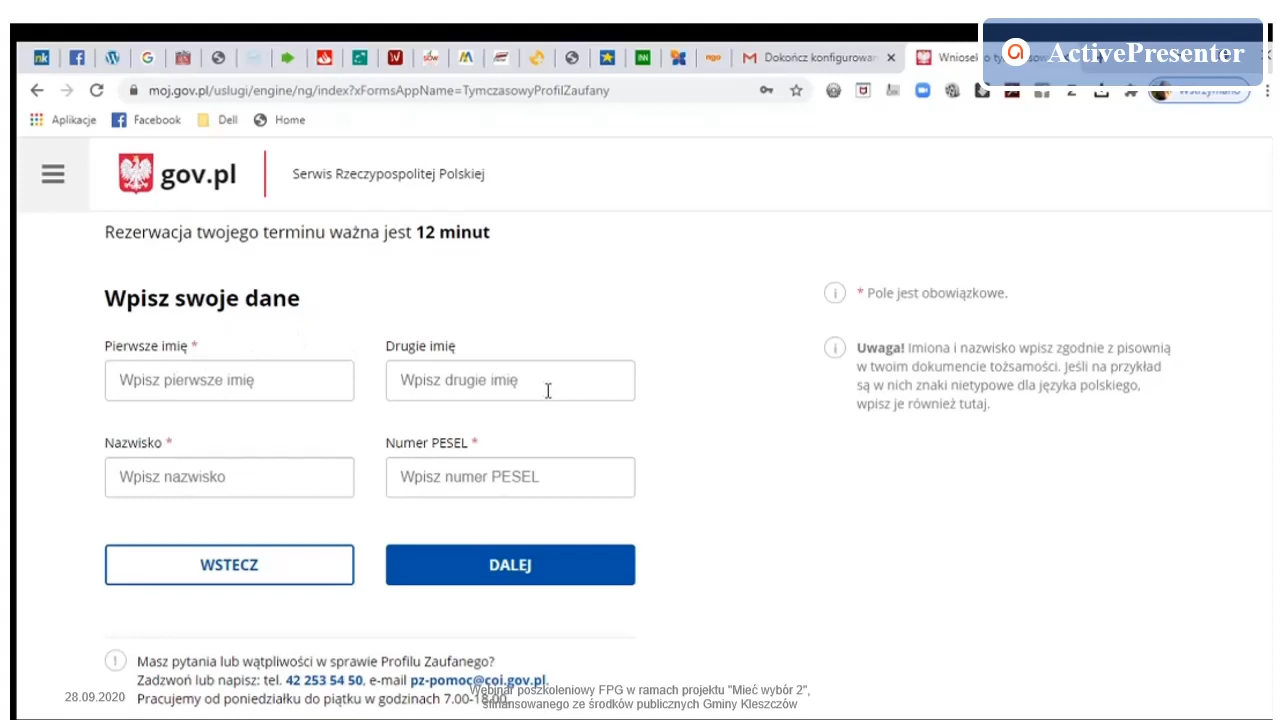 ActivePresenter
Dokończ konfigurowan
moj.gov.pl/uslugi/engine/ng/index?xFormsAppName=TymczasowyProfilZaufany
Wstrzymano
Aplikacje Facebook Dell Home
gov.pl Serwis Rzeczypospolitej Polskiej
Rezerwacja twojego terminu ważna jest 12 minut
Wpisz swoje dane
* Pole jest obowiązkowe.
Pierwsze imię * Drugie imię
Wpisz pierwsze imię Wpisz drugie imię
Uwaga! Imiona i nazwisko wpisz zgodnie z pisownią
w twoim dokumencie tożsamości. Jeśli na przykład
są w nich znaki nietypowe dla języka polskiego,
wpisz je również tutaj.
Nazwisko * Numer PESEL *
Wpisz nazwisko Wpisz numer PESEL
WSTECZ DALEJ
Masz pytania lub wątpliwości w sprawie Profilu Zaufanego?
Zadzwoń lub napisz: tel. 42 253 54 50, e-mail pz-pomoc@coi.gov.pl.
Pracujemy od poniedziałku do piątku w godzinach 7.00-18.00.
28.09.2020
Webinar poszkoleniowy FPG w ramach projektu "Mieć wybór 2",
sfinansowanego ze środków publicznych Gminy Kleszczów